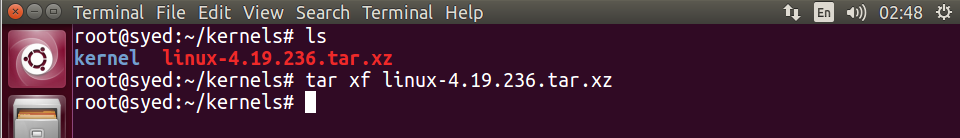 Terminal File Edit View Search Terminal Help En 02:48
root@syed:~/kernels# ls
kernel linux-4.19.236.tar.xz
root@syed:~/kernels# tar xf linux-4.19.236.tar.xz
root@syed:~/kernels#